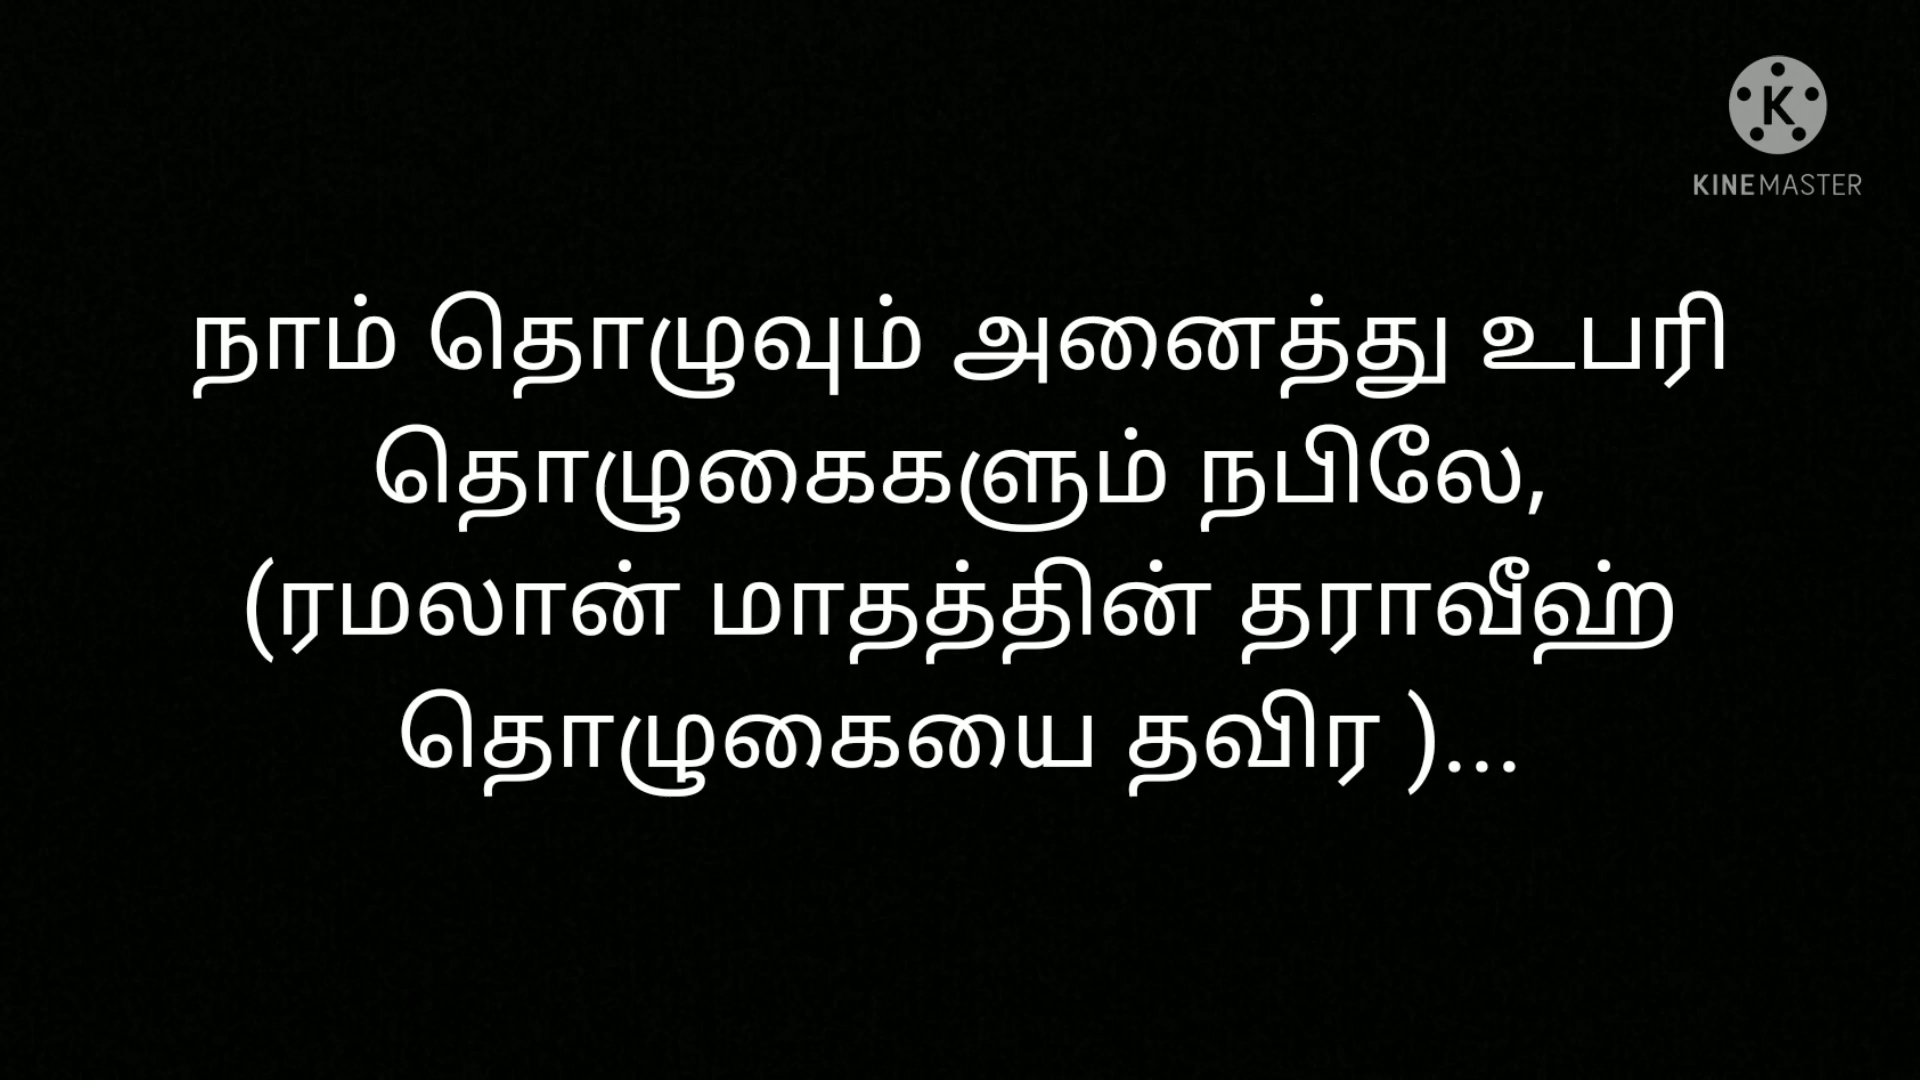 KINEMASTER
நாம் தொழுவும் அனைத்து உபரி
தொழுகைகளும் நபிலே,
(ரமலான் மாதத்தின் தராவீஹ்
தொழுகையை தவிர )...